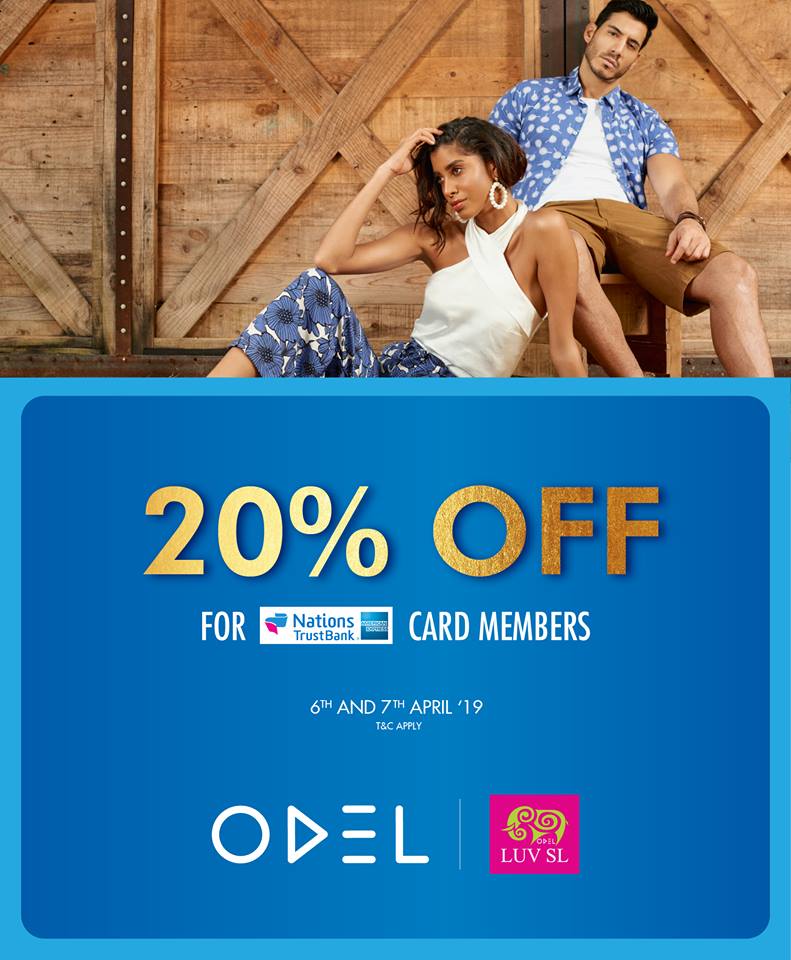 20% OFF
FOR Nations TrustBank AMERICAN EXPRESS CARD MEMBERS
6TH AND 7TH APRIL ‘19
T&C APPLY
ODEL
ODEL
LUV SL